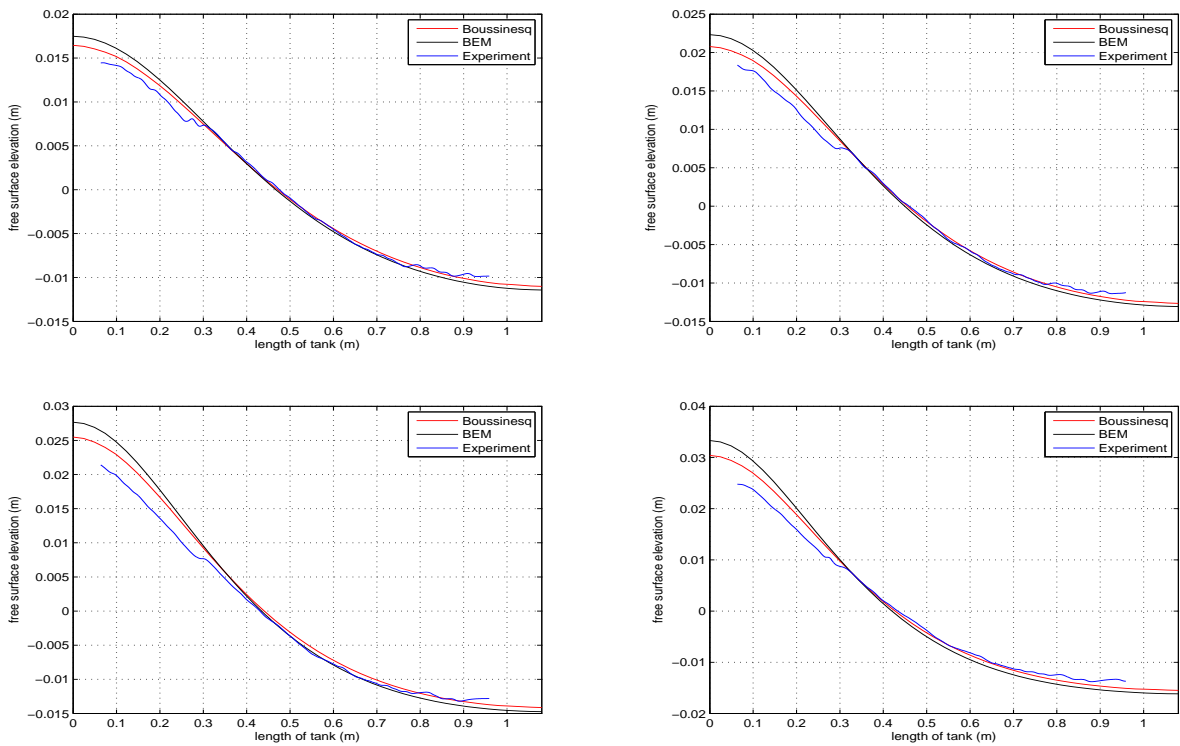 0.02
0.015
0.01
0.005
0
−0.005
−0.01
−0.015
free surface elevation (m)
0 0.1 0.2 0.3 0.4 0.5 0.6 0.7 0.8 0.9 1
length of tank (m)
Boussinesq
BEM
Experiment
0.025
0.02
0.015
0.01
0.005
0
−0.005
−0.01
−0.015
free surface elevation (m)
0 0.1 0.2 0.3 0.4 0.5 0.6 0.7 0.8 0.9 1
length of tank (m)
Boussinesq
BEM
Experiment
0.03
0.025
0.02
0.015
0.01
0.005
0
−0.005
−0.01
−0.015
free surface elevation (m)
0 0.1 0.2 0.3 0.4 0.5 0.6 0.7 0.8 0.9 1
length of tank (m)
Boussinesq
BEM
Experiment
0.04
0.03
0.02
0.01
0
−0.01
−0.02
free surface elevation (m)
0 0.1 0.2 0.3 0.4 0.5 0.6 0.7 0.8 0.9 1
length of tank (m)
Boussinesq
BEM
Experiment